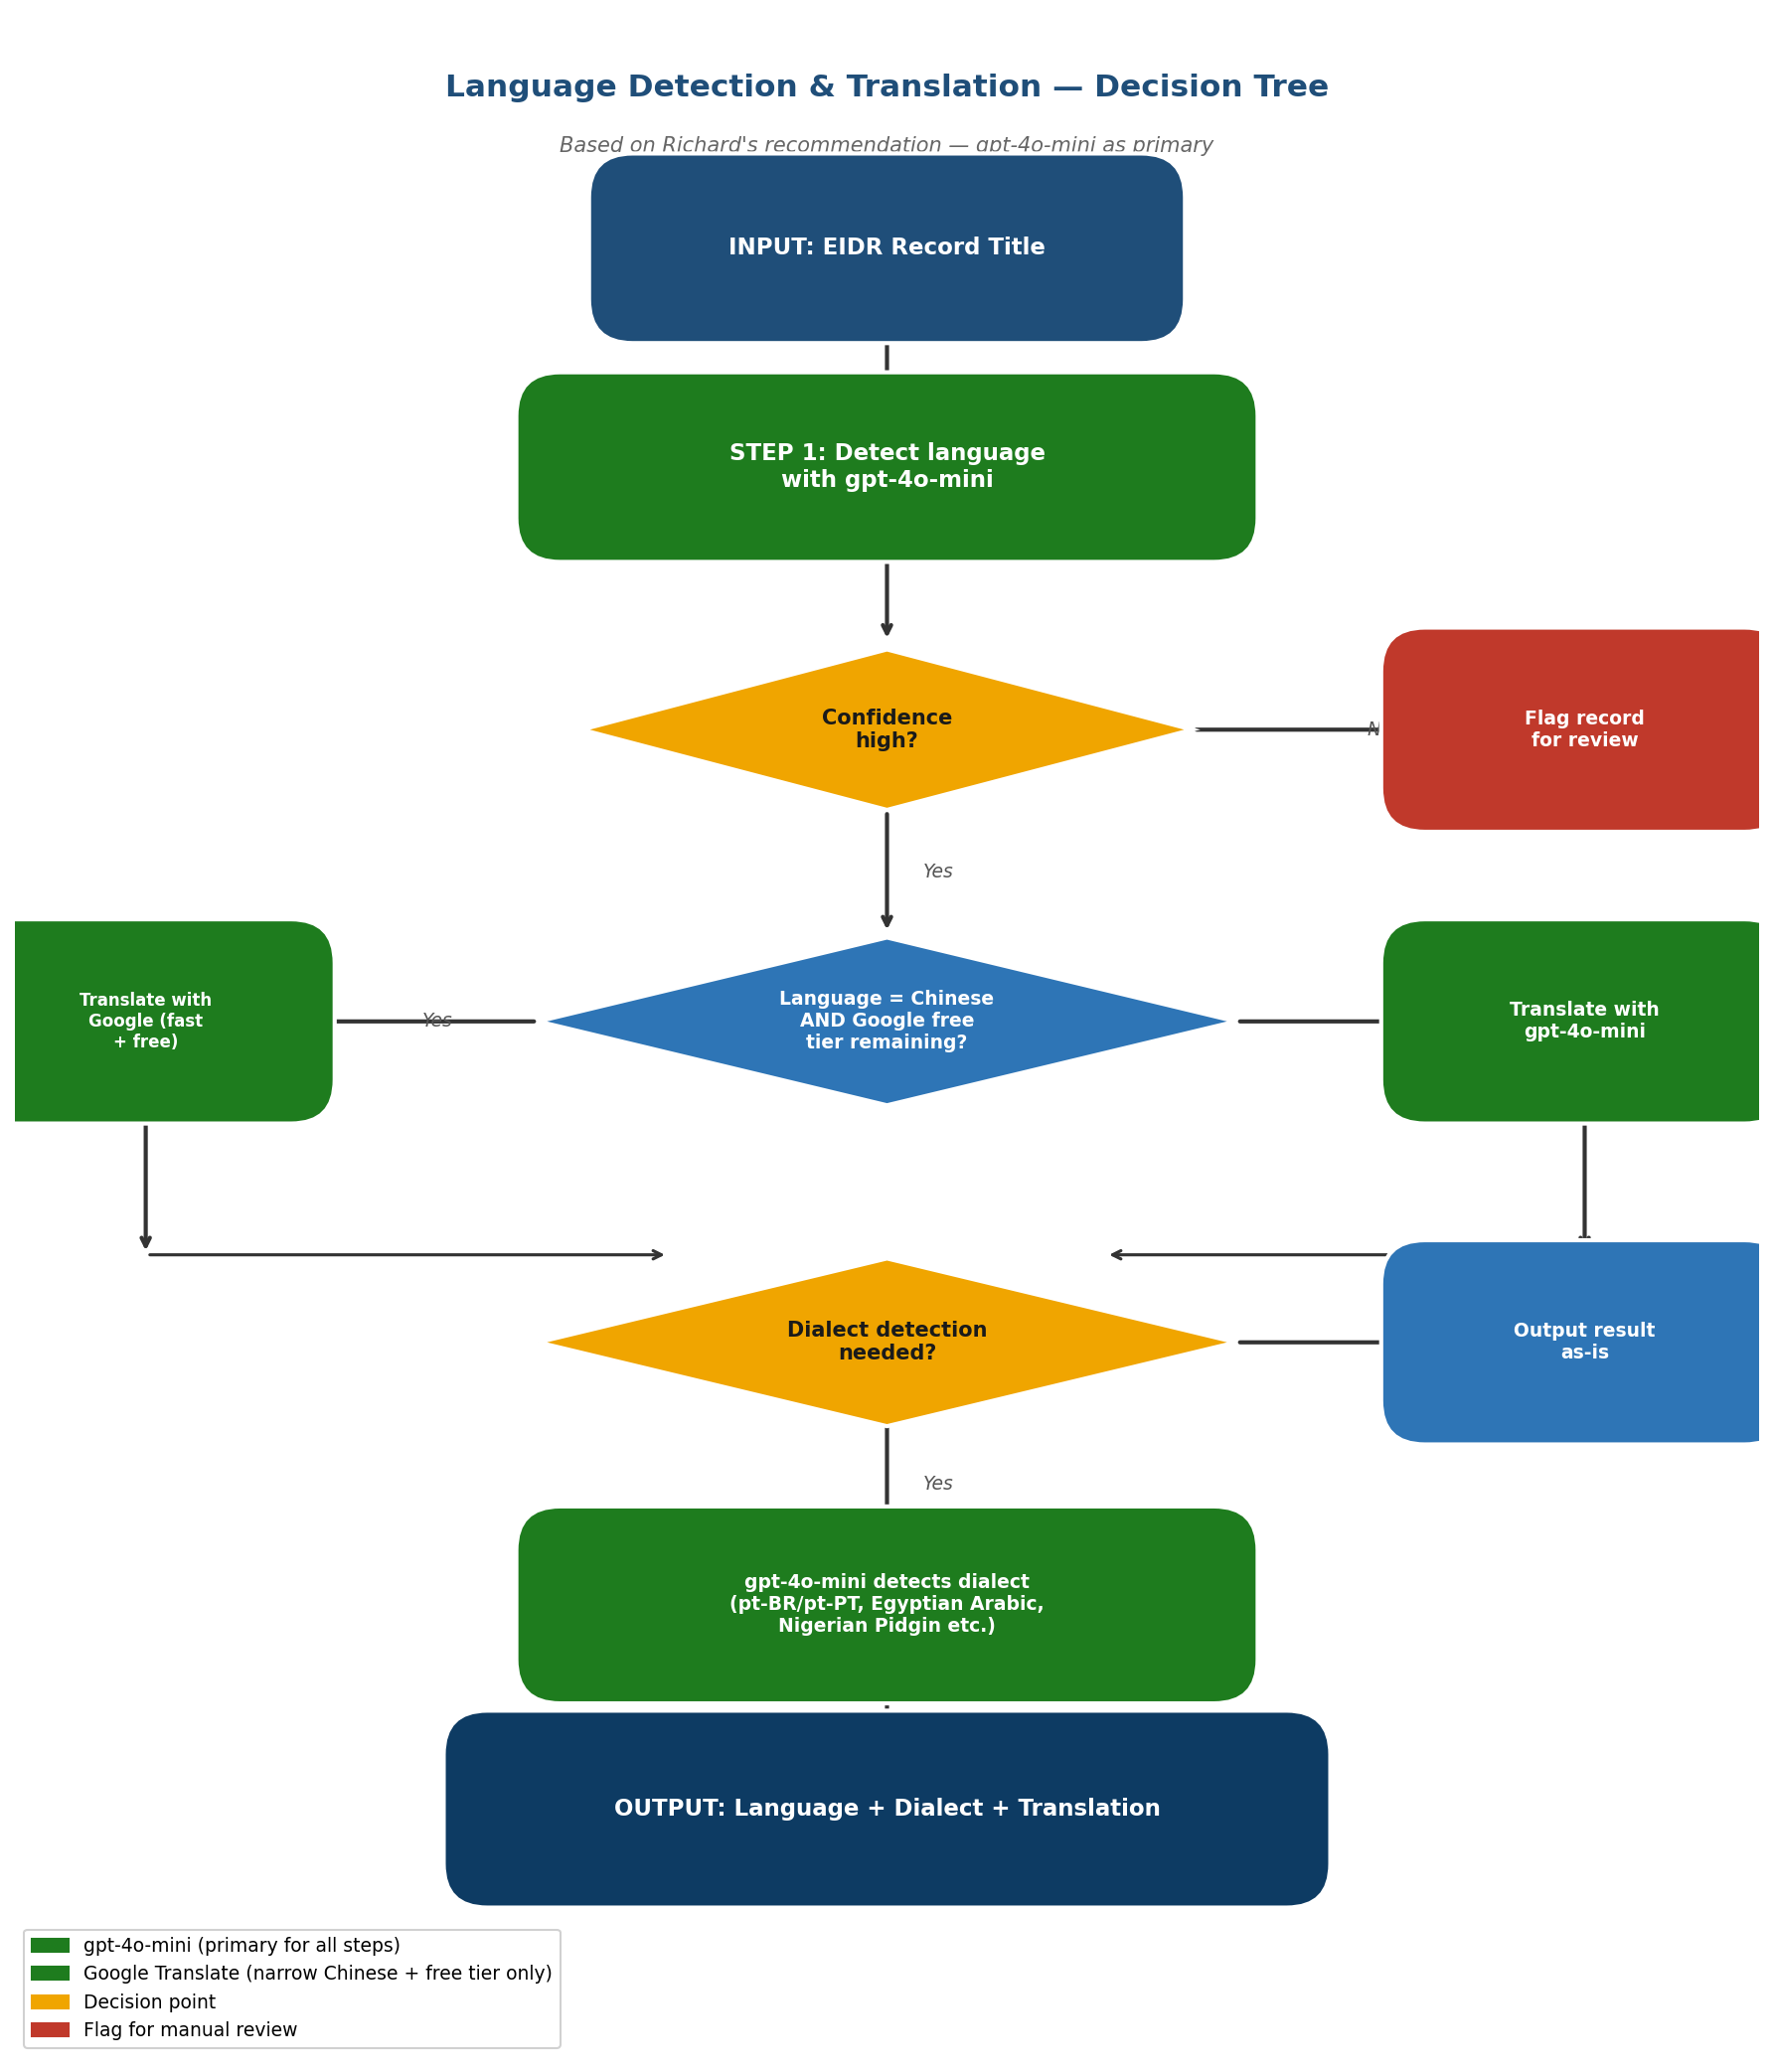 Language Detection & Translation — Decision Tree
Based on Richard's recommendation — gpt-4o-mini as primary
INPUT: EIDR Record Title
STEP 1: Detect language
with gpt-4o-mini
Confidence
high?
Flag record
for review
Yes
Translate with
Google (fast
+ free)
Yes
Language = Chinese
AND Google free
tier remaining?
Translate with
gpt-4o-mini
Dialect detection
needed?
Output result
as-is
Yes
gpt-4o-mini detects dialect
(pt-BR/pt-PT, Egyptian Arabic,
Nigerian Pidgin etc.)
OUTPUT: Language + Dialect + Translation
gpt-4o-mini (primary for all steps)
Google Translate (narrow Chinese + free tier only)
Decision point
Flag for manual review